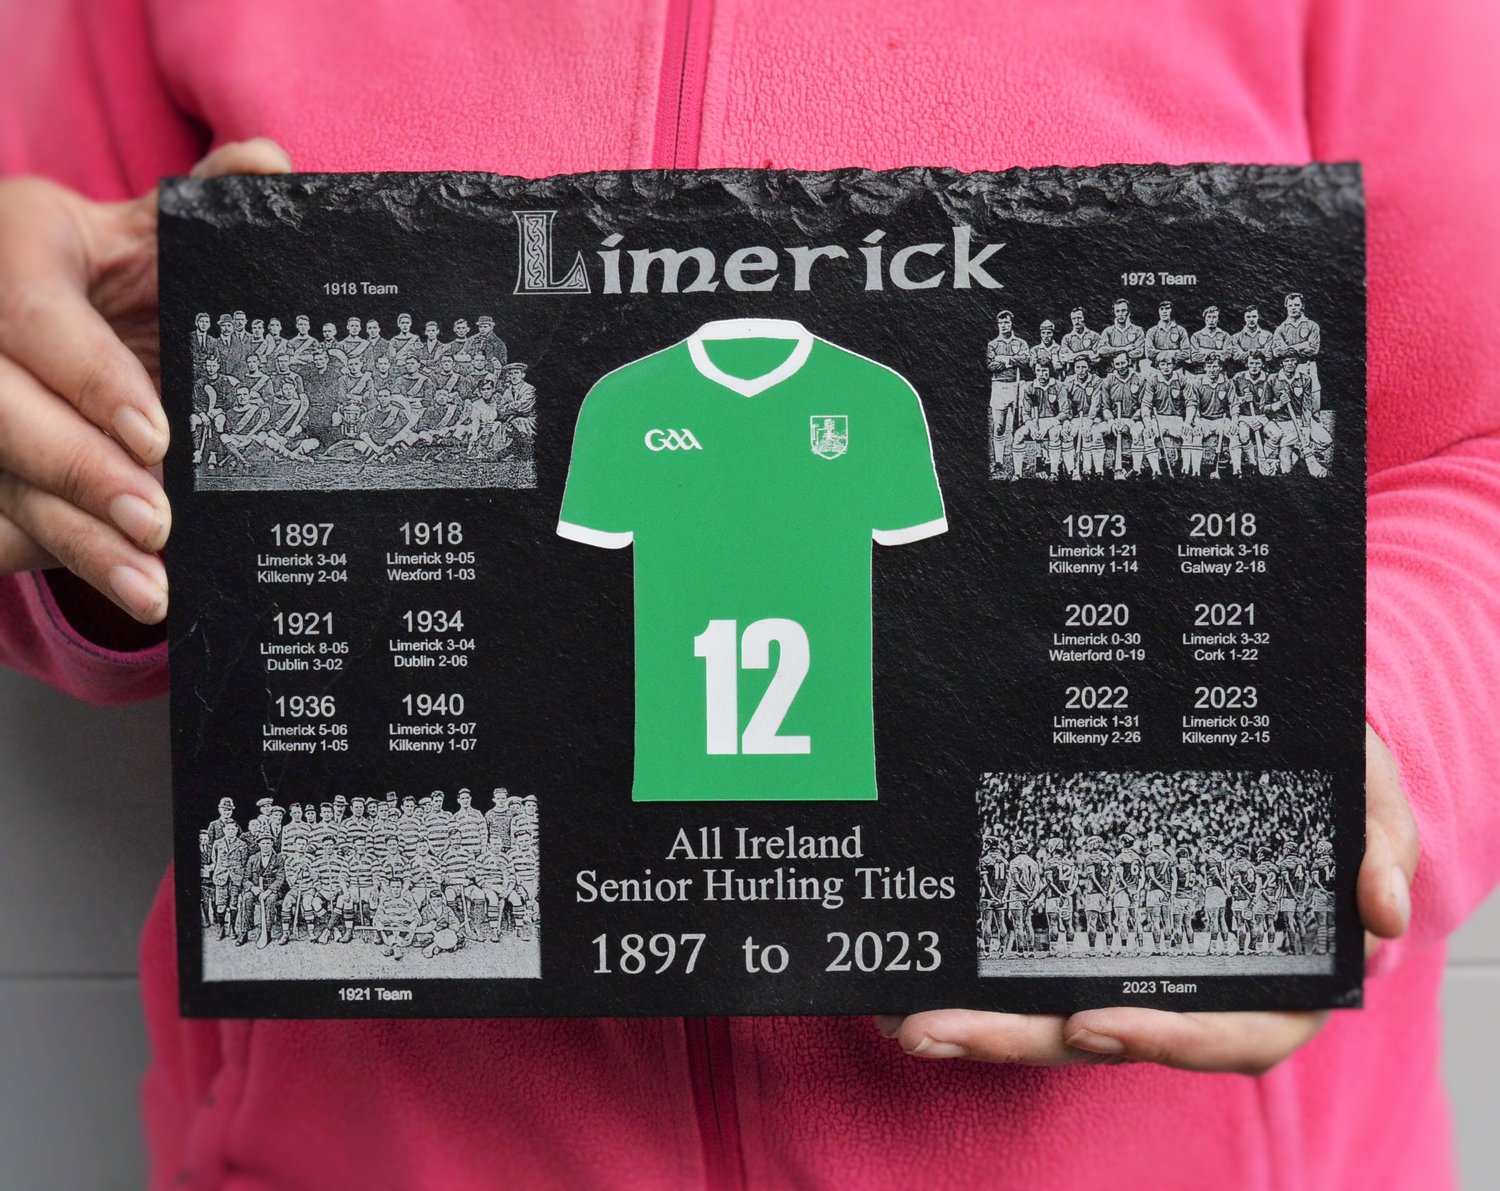 Limerick
1918 Team
1897
Limerick 3-04
Kilkenny 2-04
1918
Limerick 9-05
Wexford 1-03
1921
Limerick 8-05
Dublin 3-02
1934
Limerick 3-04
Dublin 2-06
1936
Limerick 5-06
Kilkenny 1-05
1940
Limerick 3-07
Kilkenny 1-07
1921 Team
GAA
12
All Ireland
Senior Hurling Titles
1897 to 2023
1973 Team
1973
Limerick 1-21
Kilkenny 1-14
2018
Limerick 3-16
Galway 2-18
2020
Limerick 0-30
Waterford 0-19
2021
Limerick 3-32
Cork 1-22
2022
Limerick 1-31
Kilkenny 2-26
2023
Limerick 0-30
Kilkenny 2-15
2023 Team